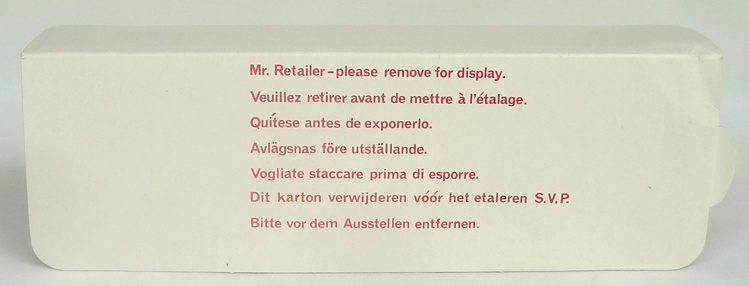 Mr. Retailer-please remove for display.
Veuillez retirer avant de mettre à l'étalage.
Quítese antes de exponerlo.
Avlägsnas före utställande.
Vogliate staccare prima di esporre.
Dit karton verwijderen vóór het etaleren S.V.P.
Bitte vor dem Ausstellen entfernen.